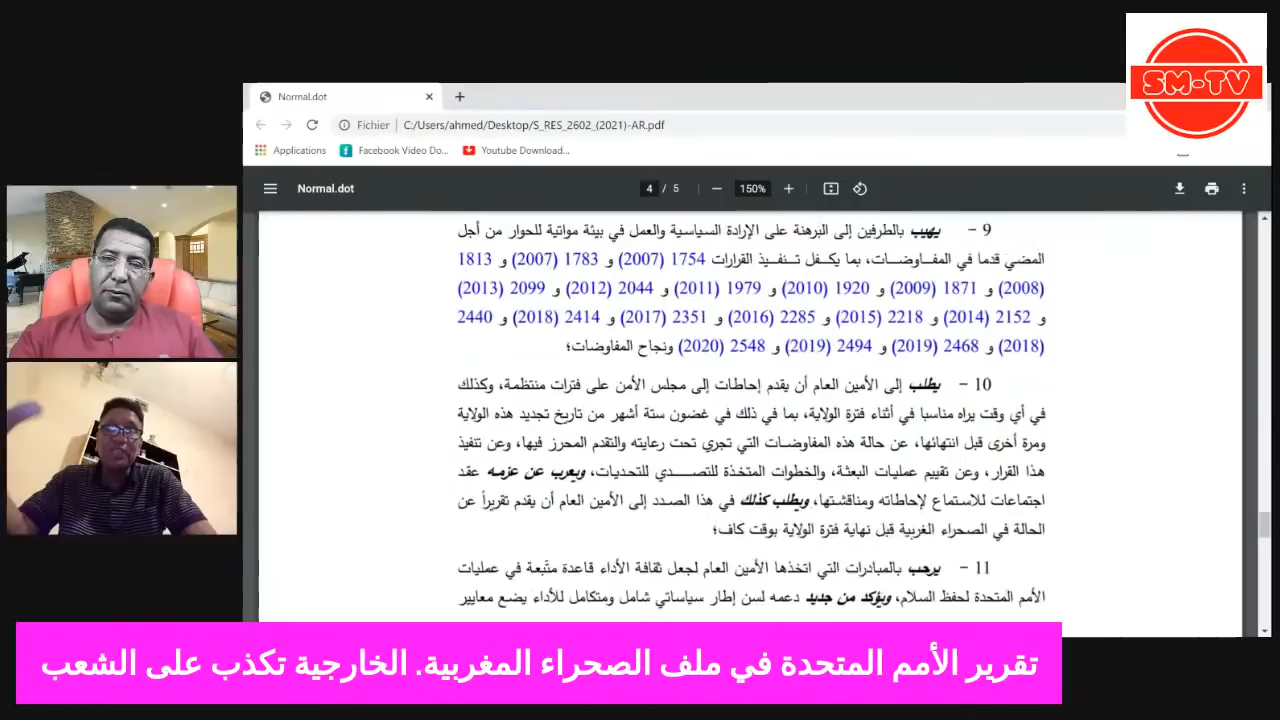 SM-TV
Normal.dot
Fichier
C:/Users/ahmed/Desktop/S_RES_2602_(2021)-AR.pdf
Applications
Facebook Video Do...
Youtube Download...
Normal.dot
4 / 5
150%
9 - يهيب بالطرفين إلى البرهنة على الإرادة السياسية والعمل في بيئة مواتية للحوار من أجل
المضي قدما في المفاوضات، بما يكفل تنفيذ القرارات 1754 (2007) و 1783 (2007) و 1813
(2008) و 1871 (2009) و 1920 (2010) و 1979 (2011) و 2044 (2012) و 2099 (2013)
و 2152 (2014) و 2218 (2015) و 2285 (2016) و 2351 (2017) و 2414 (2018) و 2440
(2018) و 2468 (2019) و 2494 (2019) و 2548 (2020) ونجاح المفاوضات؛
10 - يطلب إلى الأمين العام أن يقدم إحاطات إلى مجلس الأمن على فترات منتظمة، وكذلك
في أي وقت يراه مناسبا في أثناء فترة الولاية، بما في ذلك في غضون ستة أشهر من تاريخ تجديد هذه الولاية
ومرة أخرى قبل انتهائها، عن حالة هذه المفاوضات التي تجري تحت رعايته والتقدم المحرز فيها، وعن تنفيذ
هذا القرار، وعن تقييم عمليات البعثة، والخطوات المتخذة للتصدي للتحديات، ويعرب عن عزمه عقد
اجتماعات للاستماع لإحاطاته ومناقشتها، ويطلب كذلك في هذا الصدد إلى الأمين العام أن يقدم تقريراً عن
الحالة في الصحراء الغربية قبل نهاية فترة الولاية بوقت كاف؛
11 - يرحب بالمبادرات التي اتخذها الأمين العام لجعل ثقافة الأداء قاعدة متّبعة في عمليات
الأمم المتحدة لحفظ السلام، ويؤكد من جديد دعمه لسن إطار سياساتي شامل ومتكامل للأداء يضع معايير
تقرير الأمم المتحدة في ملف الصحراء المغربية. الخارجية تكذب على الشعب